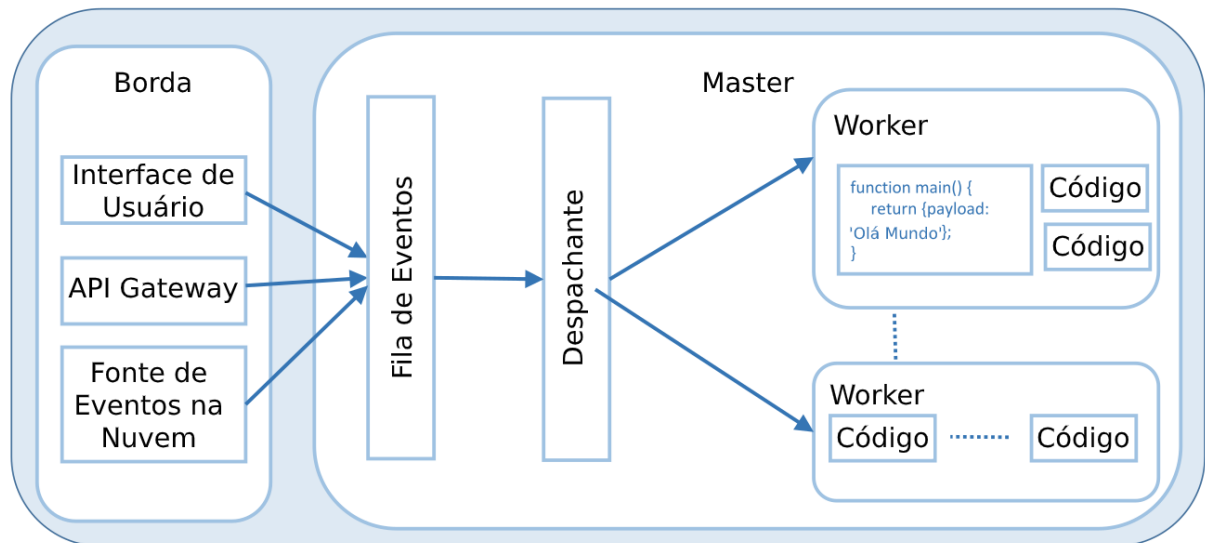 Borda
Interface de
Usuário
API Gateway
Fonte de
Eventos na
Nuvem
Master
Fila de Eventos
Despachante
Worker
function main() {
return {payload:
'Olá Mundo'};
}
Código
Código
Worker
Código
Código